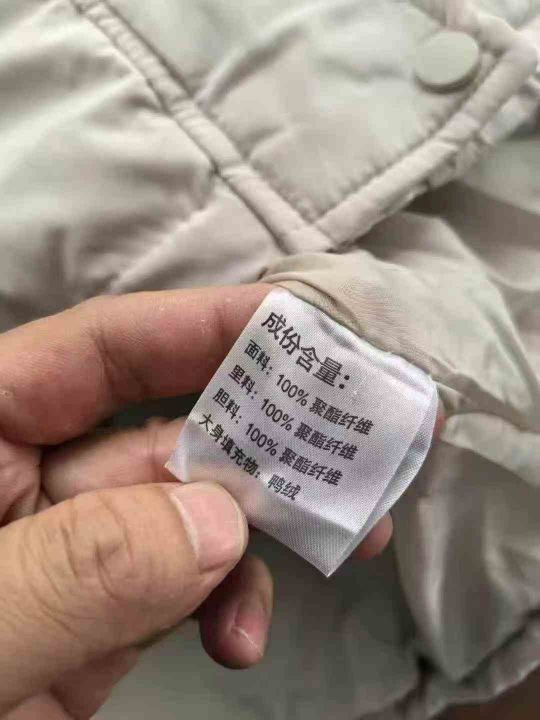 成份含量：
面料：100% 聚酯纤维
里料：100% 聚酯纤维
胆料：100% 聚酯纤维
大身填充物：鸭绒